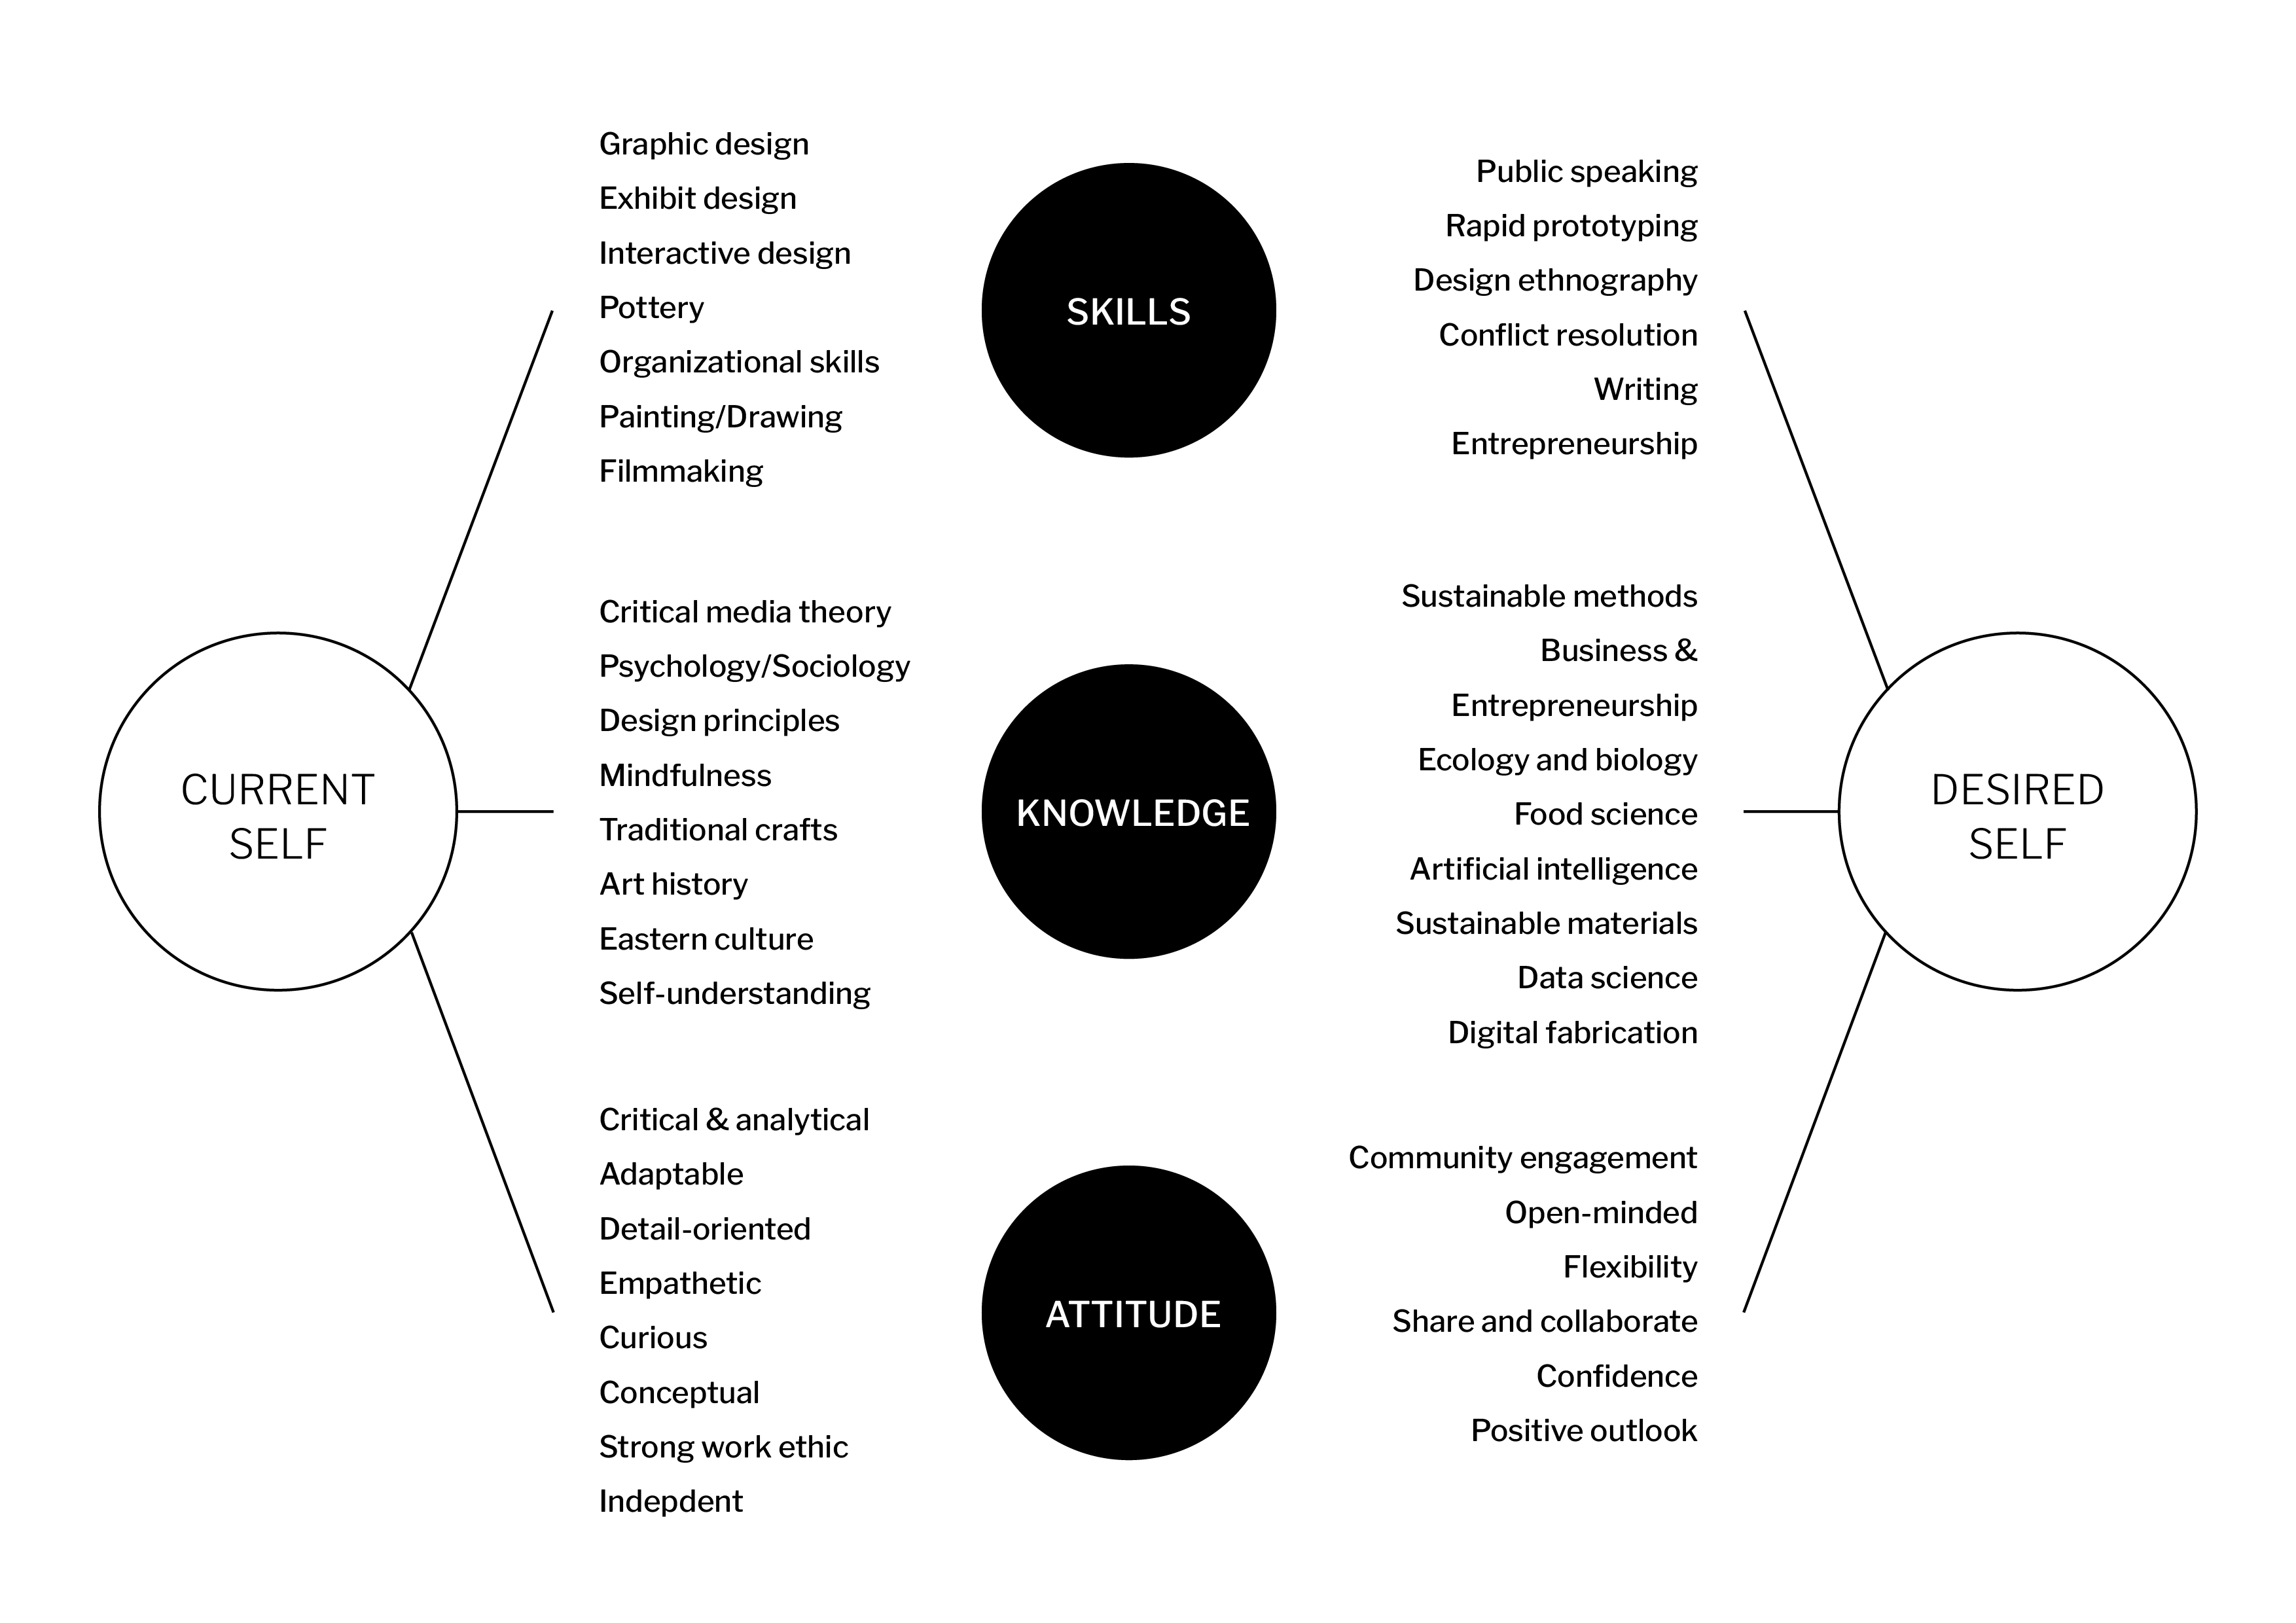 CURRENT
SELF
Graphic design
Exhibit design
Interactive design
Pottery
Organizational skills
Painting/Drawing
Filmmaking
Critical media theory
Psychology/Sociology
Design principles
Mindfulness
Traditional crafts
Art history
Eastern culture
Self-understanding
Critical & analytical
Adaptable
Detail-oriented
Empathetic
Curious
Conceptual
Strong work ethic
Indepdent
SKILLS
KNOWLEDGE
ATTITUDE
Public speaking
Rapid prototyping
Design ethnography
Conflict resolution
Writing
Entrepreneurship
Sustainable methods
Business &
Entrepreneurship
Ecology and biology
Food science
Artificial intelligence
Sustainable materials
Data science
Digital fabrication
Community engagement
Open-minded
Flexibility
Share and collaborate
Confidence
Positive outlook
DESIRED
SELF